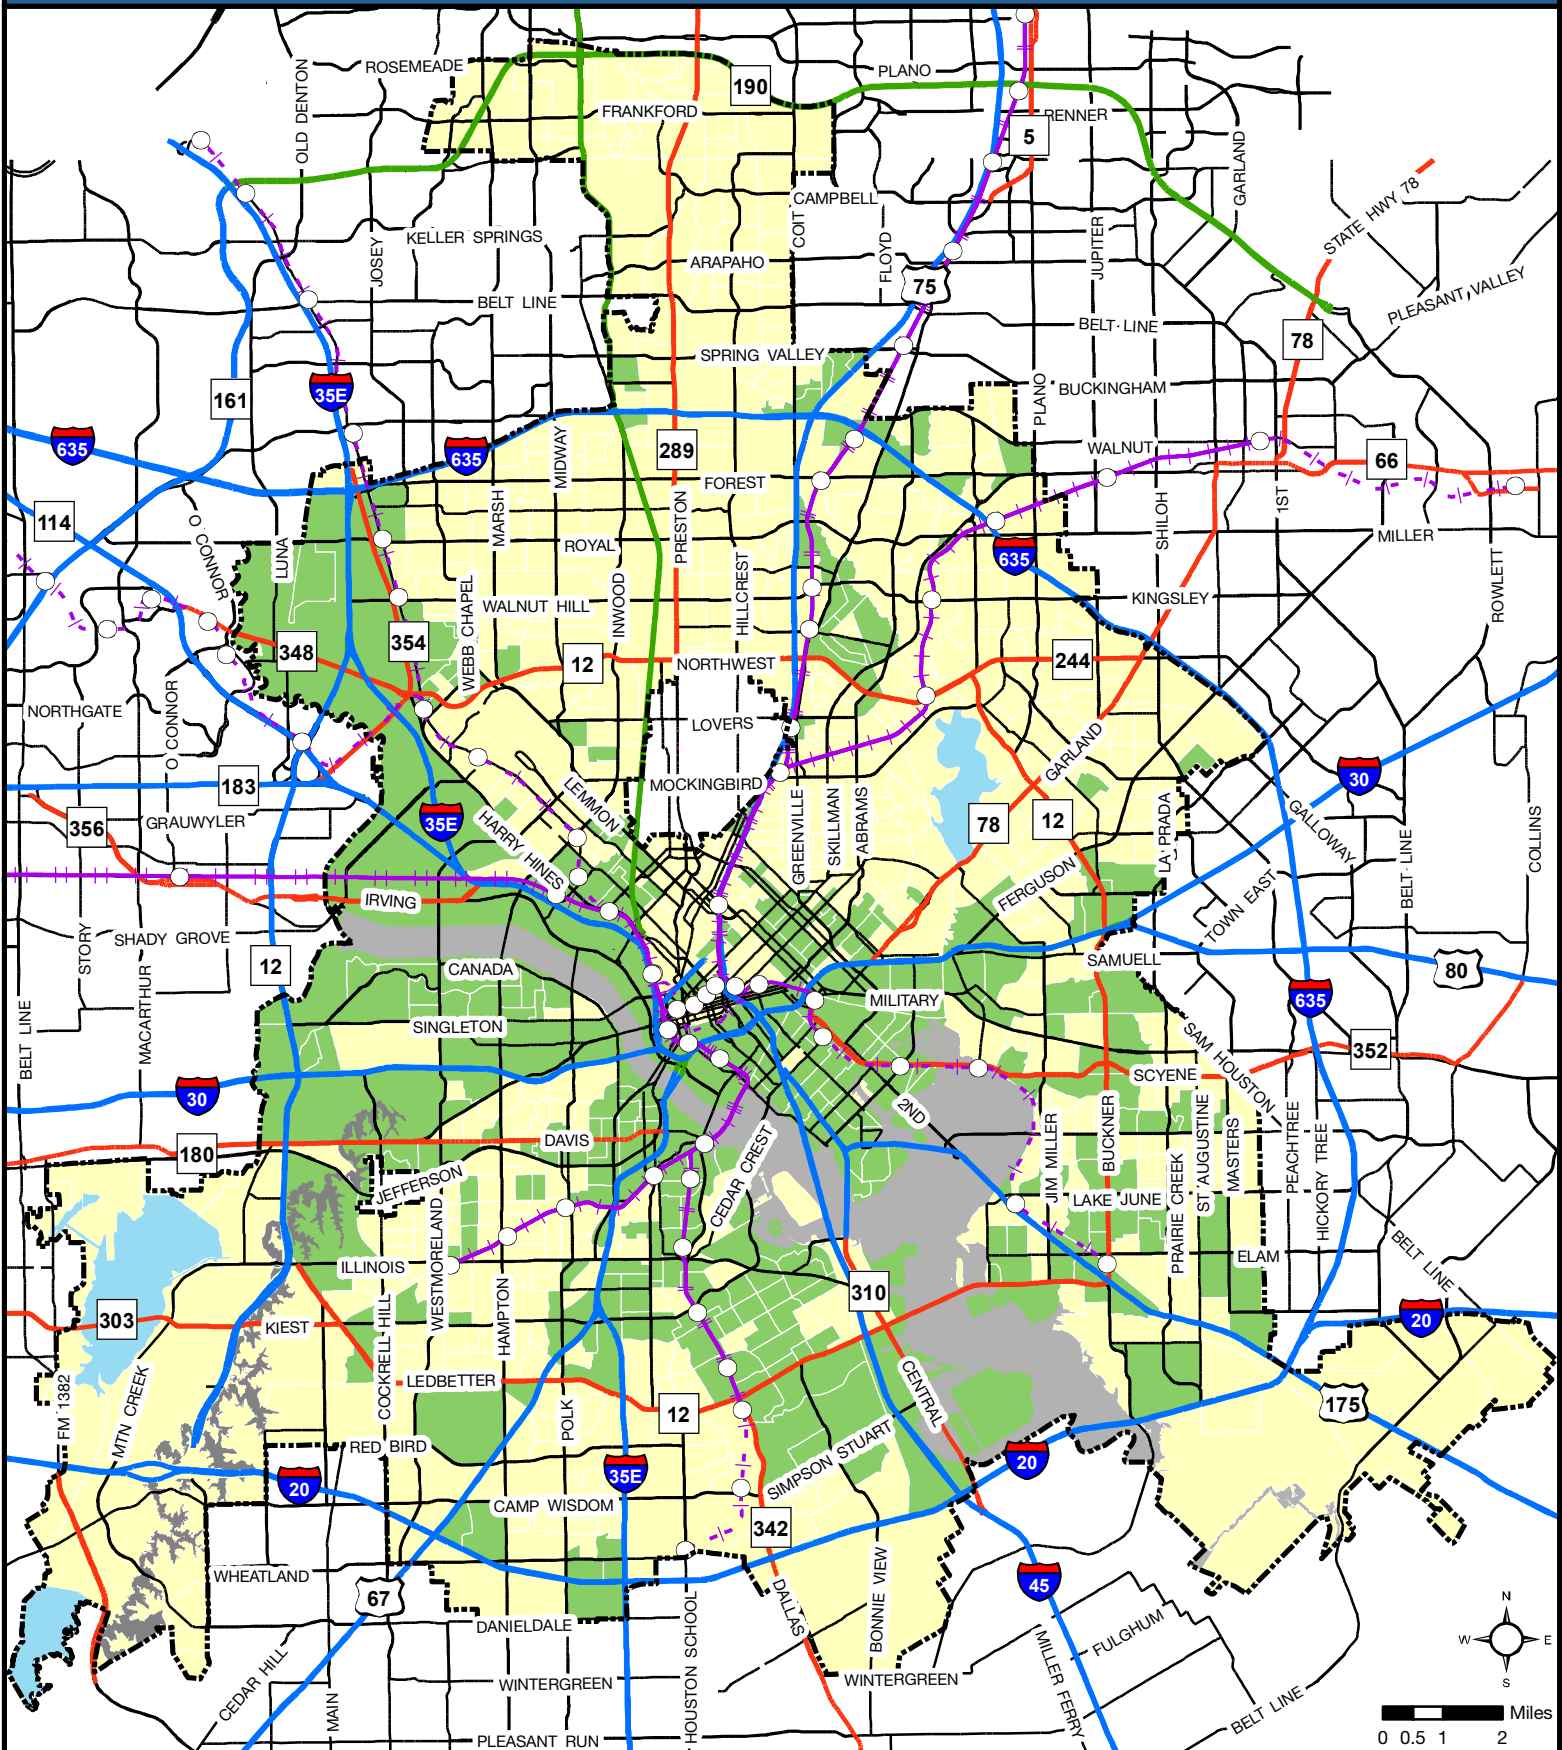 ROSEMEADE
PLANO
190
OLD DENTON
FRANKFORD
RENNER
5
GARLAND
CAMPBELL
COIT
STATE HWY 78
KELLER SPRINGS
JOSEY
ARAPAHO
FLOYD
JUPITER
75
BELT LINE
PLEASANT VALLEY
BELT LINE
78
SPRING VALLEY
161
35E
BUCKINGHAM
PLANO
635
635
MIDWAY
289
WALNUT
66
FOREST
114
MARSH
PRESTON
SHILOH
1ST
MILLER
O CONNOR
LUNA
ROYAL
635
ROWLETT
WEBB CHAPEL
WALNUT HILL
INWOOD
HILLCREST
KINGSLEY
348
354
12
NORTHWEST
244
NORTHGATE
O CONNOR
LOVERS
183
MOCKINGBIRD
GARLAND
30
356
GRAUWYLER
35E
LEMMON
HARRY HINES
GREENVILLE
SKILLMAN
ABRAMS
78
12
LA PRADA
GALLOWAY
BELT LINE
COLLINS
IRVING
FERGUSON
TOWN EAST
STORY
SHADY GROVE
12
CANADA
SAMUELL
80
MACARTHUR
MILITARY
635
BELT LINE
SINGLETON
SAM HOUSTON
352
30
SCYENE
2ND
180
DAVIS
JEFFERSON
CEDAR CREST
JIM MILLER
BUCKNER
PRAIRIE CREEK
ST AUGUSTINE
MASTERS
PEACHTREE
HICKORY TREE
LAKE JUNE
ILLINOIS
WESTMORELAND
ELAM
BELT LINE
303
KIEST
COCKRELL HILL
HAMPTON
310
20
FM 1382
MTN CREEK
LEDBETTER
POLK
12
CENTRAL
175
RED BIRD
SIMPSON STUART
20
35E
20
CAMP WISDOM
342
WHEATLAND
67
45
DANIELDALE
DALLAS
BONNIE VIEW
MILLER FERRY
FULGHUM
N
W
E
S
CEDAR HILL
MAIN
WINTERGREEN
HOUSTON SCHOOL
WINTERGREEN
BELT LINE
PLEASANT RUN
Miles
0 0.5 1 2